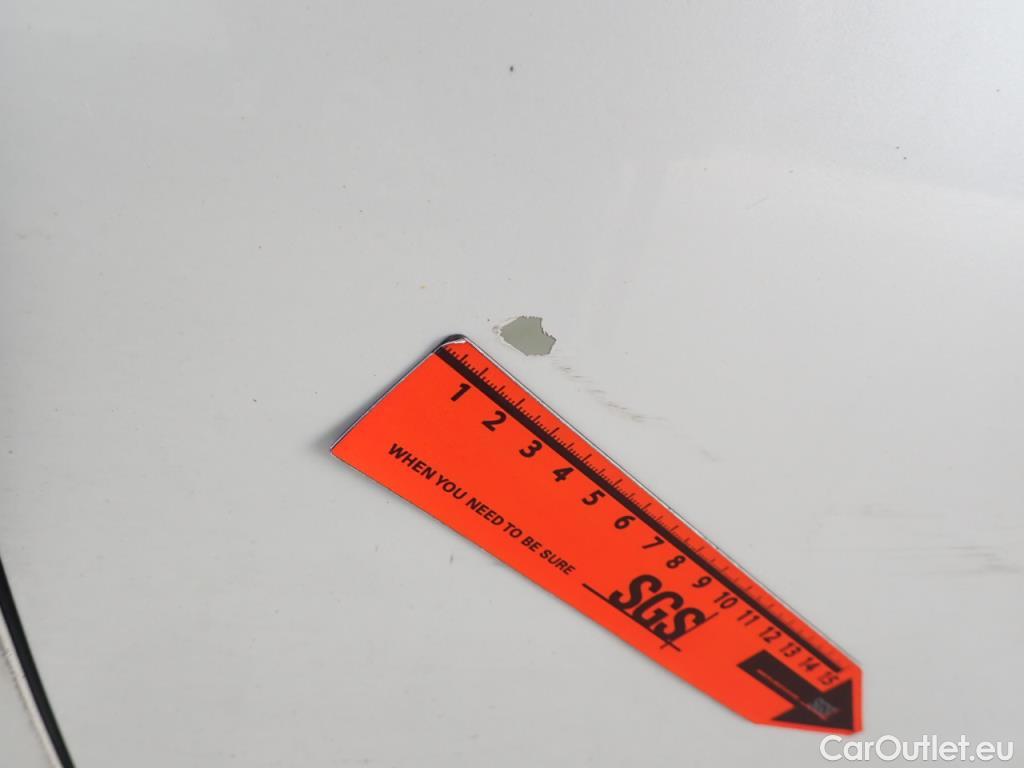 1 2 3 4 5 6 7 8 9 10 11 12 13 14 15
WHEN YOU NEED TO BE SURE
SGS
CarOutlet.eu